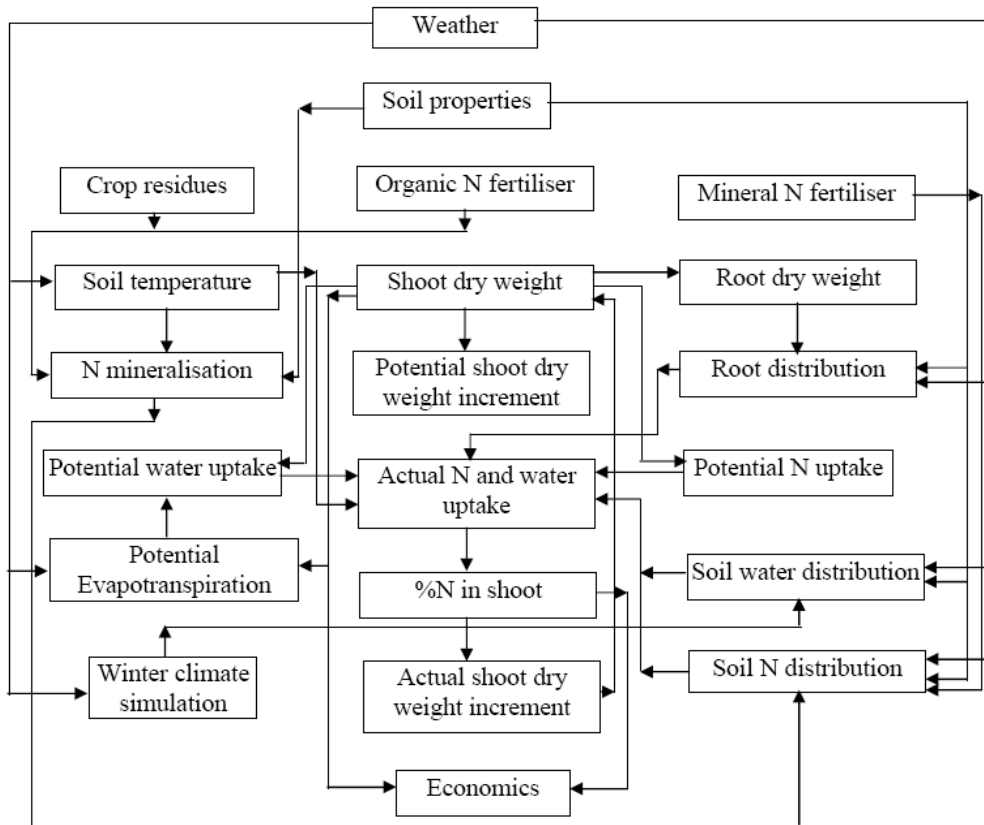 Weather
Soil properties
Crop residues
Organic N fertiliser
Mineral N fertiliser
Soil temperature
Shoot dry weight
Root dry weight
N mineralisation
Potential shoot dry
weight increment
Root distribution
Potential water uptake
Actual N and water
uptake
Potential N uptake
Potential
Evapotranspiration
%N in shoot
Soil water distribution
Winter climate
simulation
Actual shoot dry
weight increment
Soil N distribution
Economics